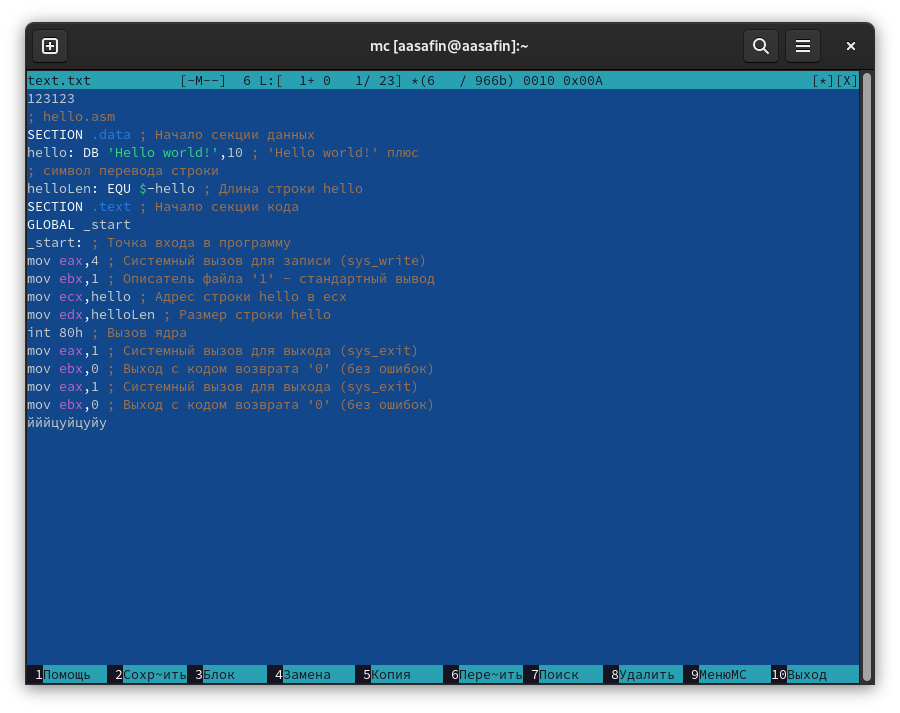 mc [aasafin@aasafin]:~
text.txt [-M--] 6 L:[ 1+ 0 1/ 23] *(6 / 966b) 0010 0x00A [*][X]
123123
; hello.asm
SECTION .data ; Начало секции данных
hello: DB 'Hello world!',10 ; 'Hello world!' плюс
; символ перевода строки
helloLen: EQU $-hello ; Длина строки hello
SECTION .text ; Начало секции кода
GLOBAL _start
_start: ; Точка входа в программу
mov eax,4 ; Системный вызов для записи (sys_write)
mov ebx,1 ; Описатель файла '1' - стандартный вывод
mov ecx,hello ; Адрес строки hello в ecx
mov edx,helloLen ; Размер строки hello
int 80h ; Вызов ядра
mov eax,1 ; Системный вызов для выхода (sys_exit)
mov ebx,0 ; Выход с кодом возврата '0' (без ошибок)
mov eax,1 ; Системный вызов для выхода (sys_exit)
mov ebx,0 ; Выход с кодом возврата '0' (без ошибок)
йййцуйцуйу
1Помощь 2Сохр~ить 3Блок 4Замена 5Копия 6Пере~ить 7Поиск 8Удалить 9МенюMC 10Выход